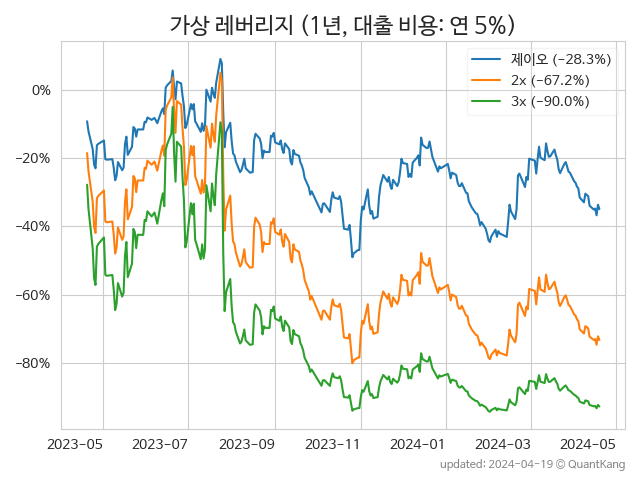 가상 레버리지 (1년, 대출 비용: 연 5%)
제이오 (−28.3%)
2x (−67.2%)
3x (−90.0%)
0%
−20%
−40%
−60%
−80%
2023−05 2023−07 2023−09 2023−11 2024−01 2024−03 2024−05
updated: 2024−04−19 © QuantKang